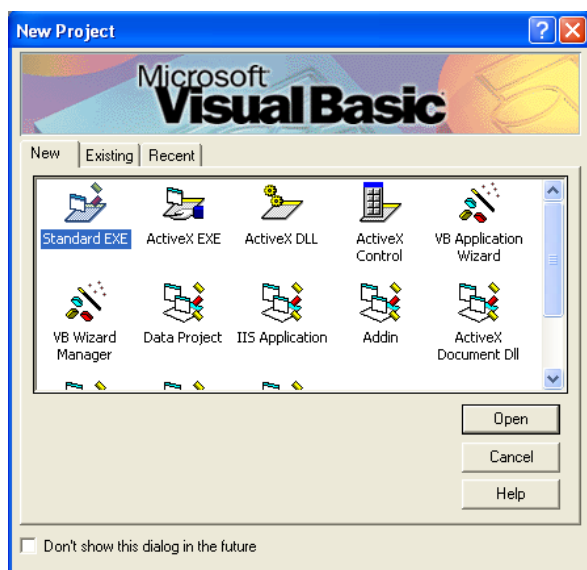 New Project
Microsoft
Visual Basic
New Existing Recent
Standard EXE ActiveX EXE ActiveX DLL ActiveX Control VB Application Wizard
VB Wizard Manager Data Project IIS Application Addin ActiveX Document Dll
Open
Cancel
Help
Don't show this dialog in the future